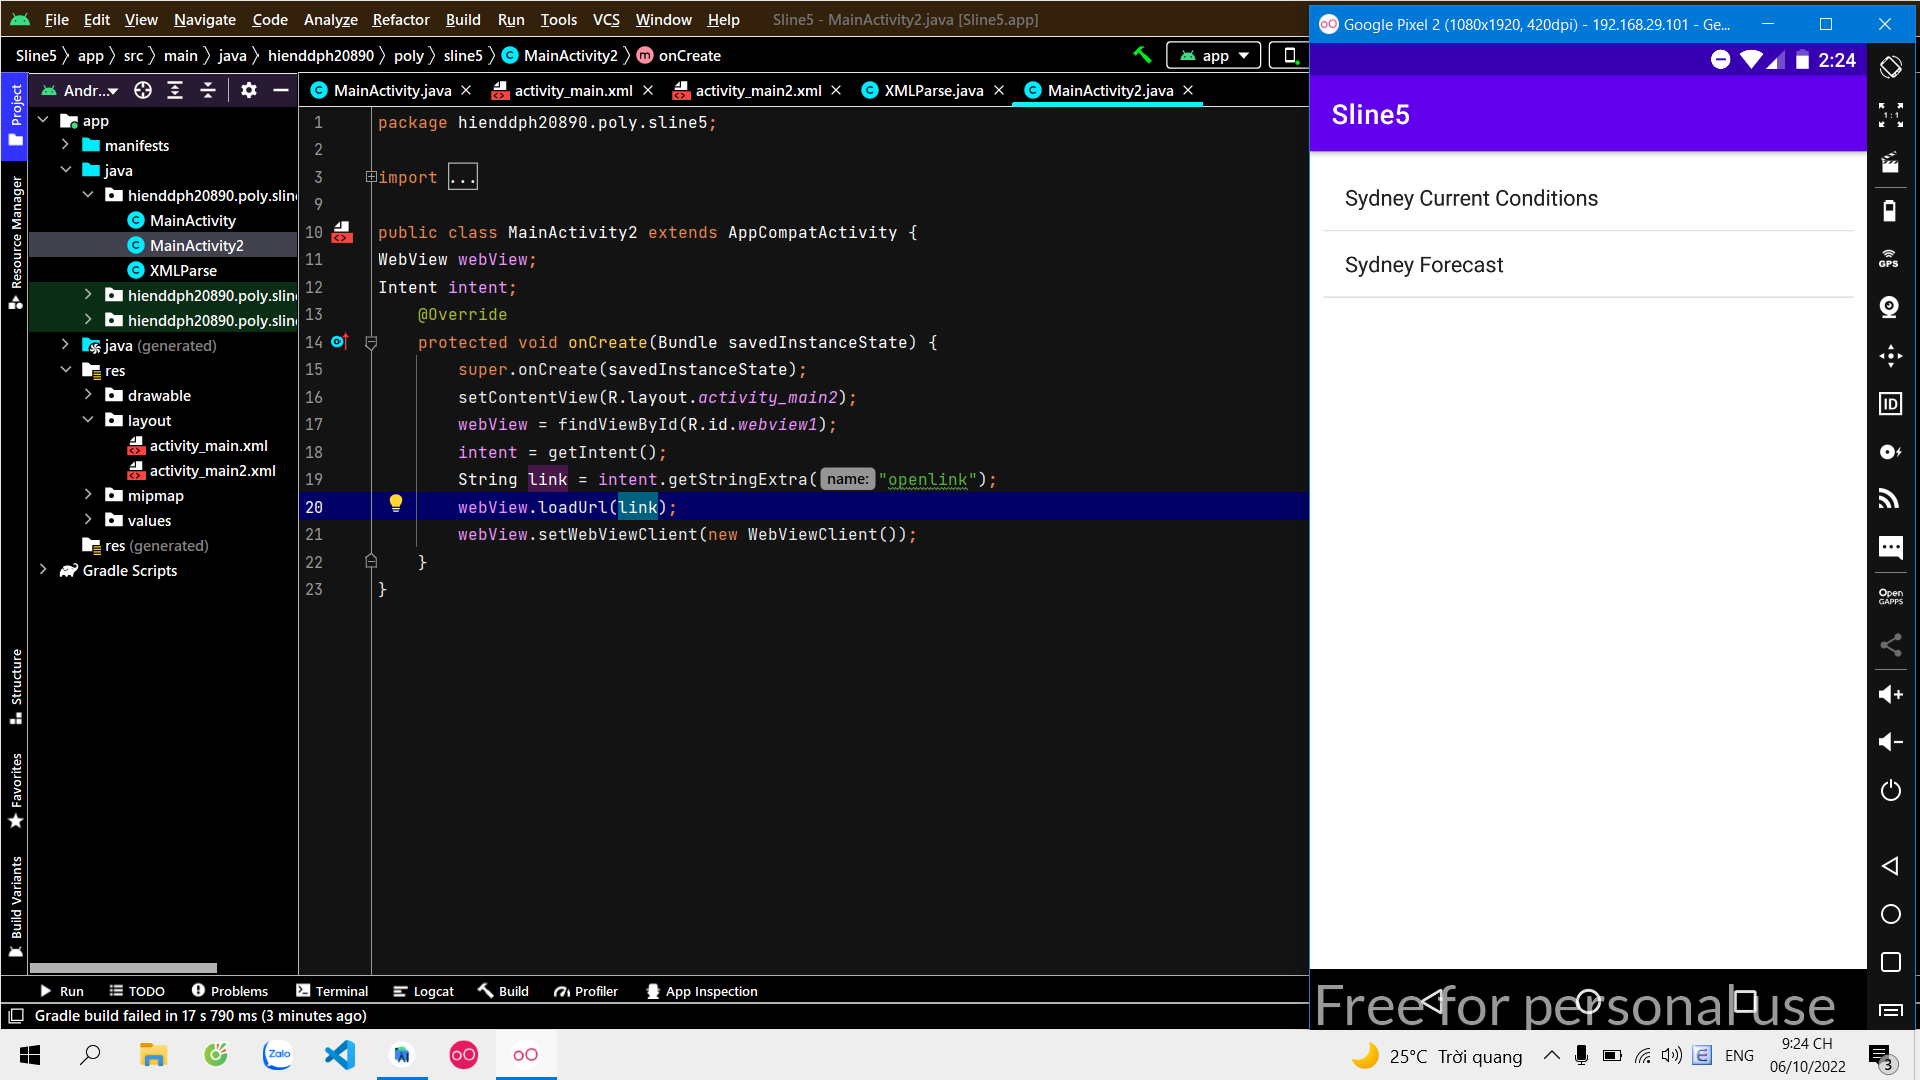 File Edit View Navigate Code Analyze Refactor Build Run Tools VCS Window Help Sline5 - MainActivity2.java [Sline5.app]
Sline5 app src main java hienddph20890 poly sline5 MainActivity2 onCreate app
Andr... MainActivity.java activity_main.xml activity_main2.xml XMLParse.java MainActivity2.java
Project
Resource Manager
Structure
Favorites
Build Variants
app
manifests
java
hienddph20890.poly.slin
MainActivity
MainActivity2
XMLParse
hienddph20890.poly.slin
hienddph20890.poly.slin
java (generated)
res
drawable
layout
activity_main.xml
activity_main2.xml
mipmap
values
res (generated)
Gradle Scripts
1 package hienddph20890.poly.sline5;
2
3 import ...
9
10 public class MainActivity2 extends AppCompatActivity {
11 WebView webView;
12 Intent intent;
13 @Override
14 protected void onCreate(Bundle savedInstanceState) {
15 super.onCreate(savedInstanceState);
16 setContentView(R.layout.activity_main2);
17 webView = findViewById(R.id.webview1);
18 intent = getIntent();
19 String link = intent.getStringExtra( name: "openlink");
20 webView.loadUrl(link);
21 webView.setWebViewClient(new WebViewClient());
22 }
23 }
Run TODO Problems Terminal Logcat Build Profiler App Inspection
Gradle build failed in 17 s 790 ms (3 minutes ago)
Google Pixel 2 (1080x1920, 420dpi) - 192.168.29.101 - Ge...
2:24
Sline5
Sydney Current Conditions
Sydney Forecast
Free for personal use
1:1
GPS
ID
Open
GAPPS
Zalo
25°C Trời quang
ENG
9:24 CH
06/10/2022
3